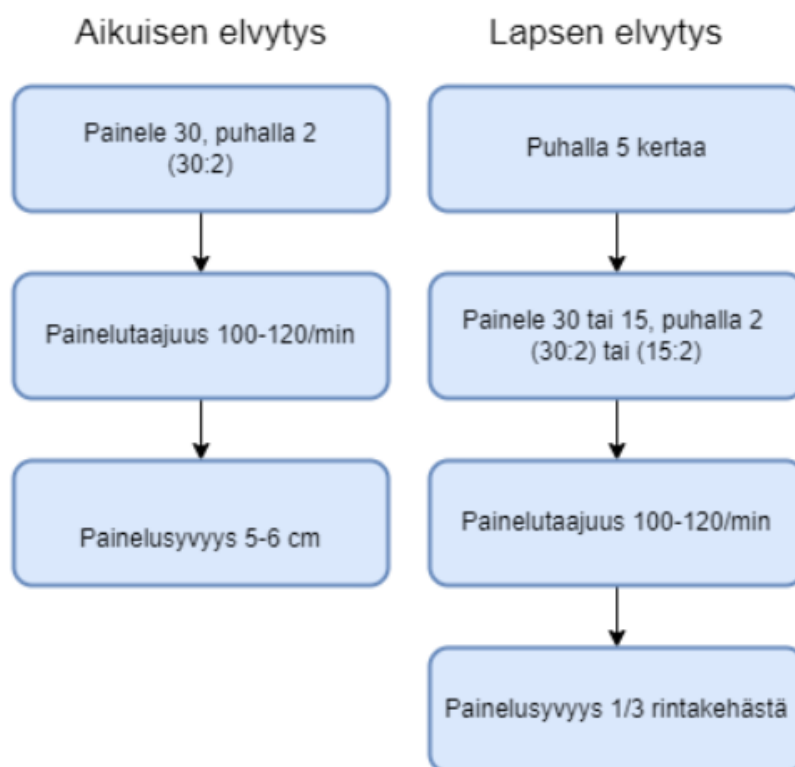 Aikuisen elvytys
Painele 30, puhalla 2
(30:2)
Painelutaajuus 100-120/min
Painelusyvyys 5-6 cm
Lapsen elvytys
Puhalla 5 kertaa
Painele 30 tai 15, puhalla 2
(30:2) tai (15:2)
Painelutaajuus 100-120/min
Painelusyvyys 1/3 rintakehästä